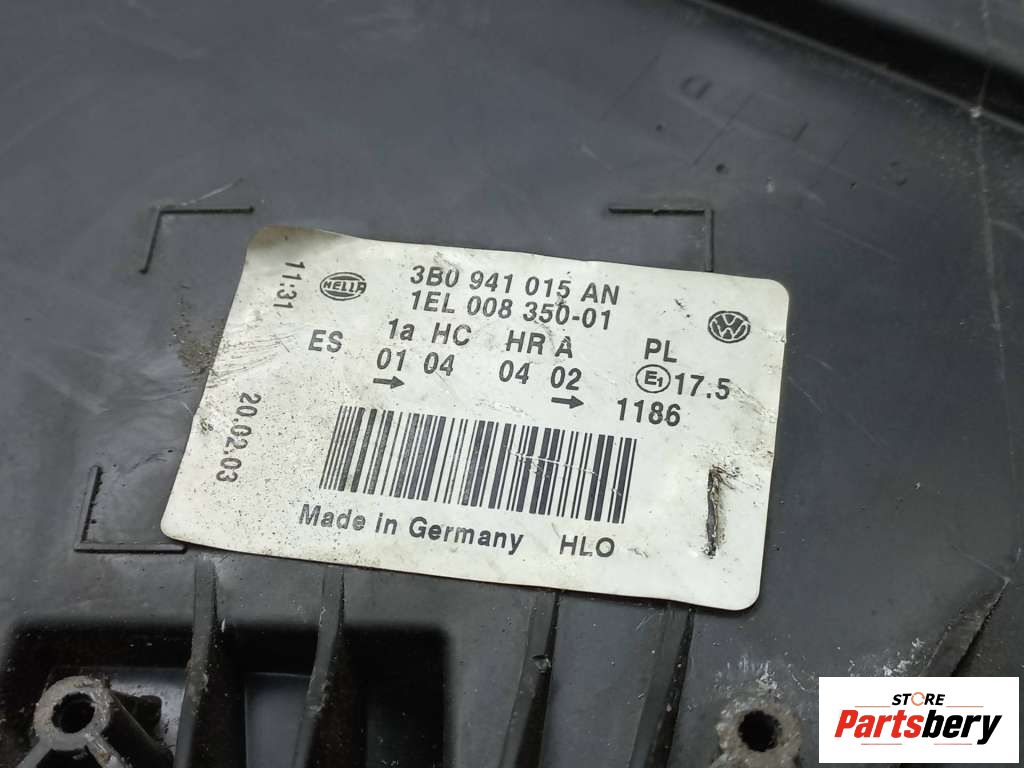 11:31
HELLA
3B0 941 015 AN
1EL 008 350-01
VW
ES 1a HC HR A PL
01 04 04 02 E1 17.5
→ → 1186
20.02.03
Made in Germany HLO
STORE
Partsbery